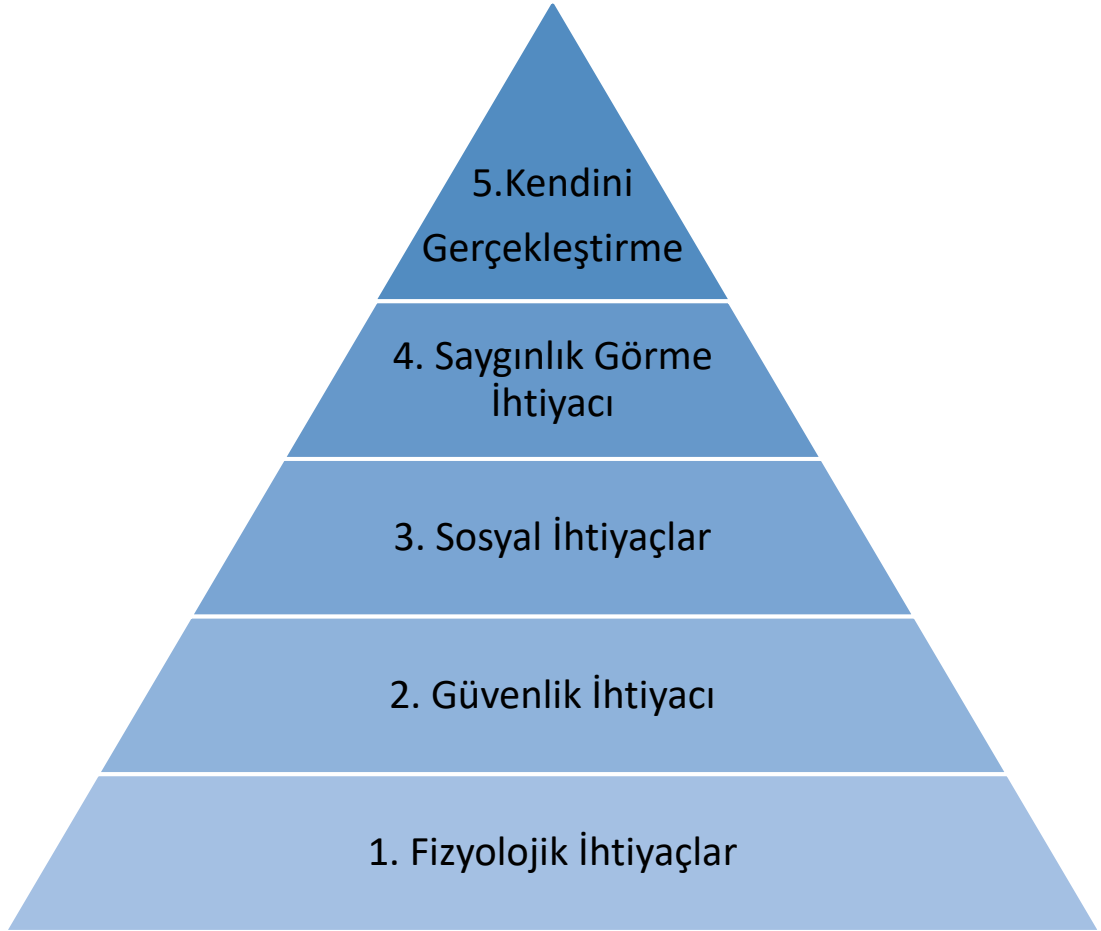 5.Kendini
Gerçekleştirme
4. Saygınlık Görme
İhtiyacı
3. Sosyal İhtiyaçlar
2. Güvenlik İhtiyacı
1. Fizyolojik İhtiyaçlar